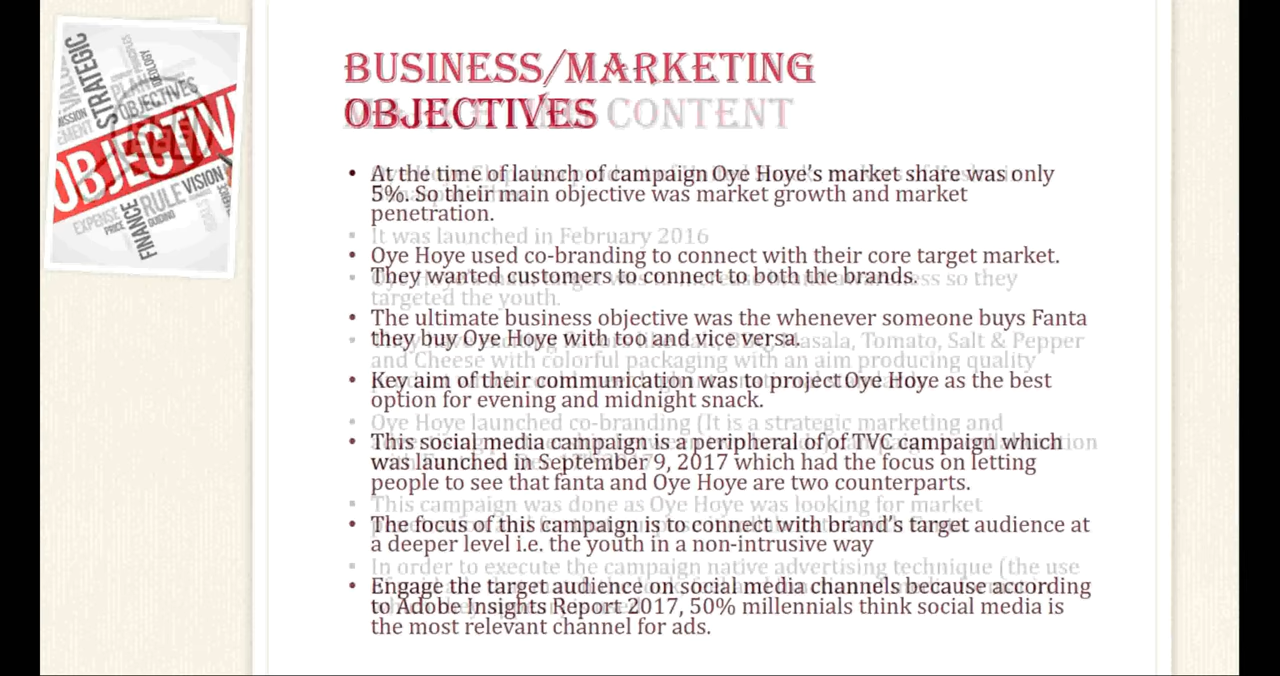 BUSINESS/MARKETING
OBJECTIVES CONTENT
• At the time of launch of campaign Oye Hoye's market share was only
5%. So their main objective was market growth and market
penetration.
▪ It was launched in February 2016
• Oye Hoye used co-branding to connect with their core target market.
• They wanted customers to connect to both the brands.
so they
targeted the youth.
• The ultimate business objective was the whenever someone buys Fanta
they buy Oye Hoye with too and vice versa.
Masala, Tomato, Salt & Pepper
and Cheese with colorful packaging with an aim producing quality
• Key aim of their communication was to project Oye Hoye as the best
option for evening and midnight snack.
▪ Oye Hoye launched co-branding (It is a strategic marketing and
• This social media campaign is a peripheral of of TVC campaign which
was launched in September 9, 2017 which had the focus on letting
people to see that fanta and Oye Hoye are two counterparts.
▪ This campaign was done as Oye Hoye was looking for market
• The focus of this campaign is to connect with brand's target audience at
a deeper level i.e. the youth in a non-intrusive way
▪ In order to execute the campaign native advertising technique (the use
• Engage the target audience on social media channels because according
to Adobe Insights Report 2017, 50% millennials think social media is
the most relevant channel for ads.
STRATEGIC
OBJECTIVES
MISSION
OBJECTIV
VISION
RULE
EXPENSE
PRICE
GUIDING
FINANCE